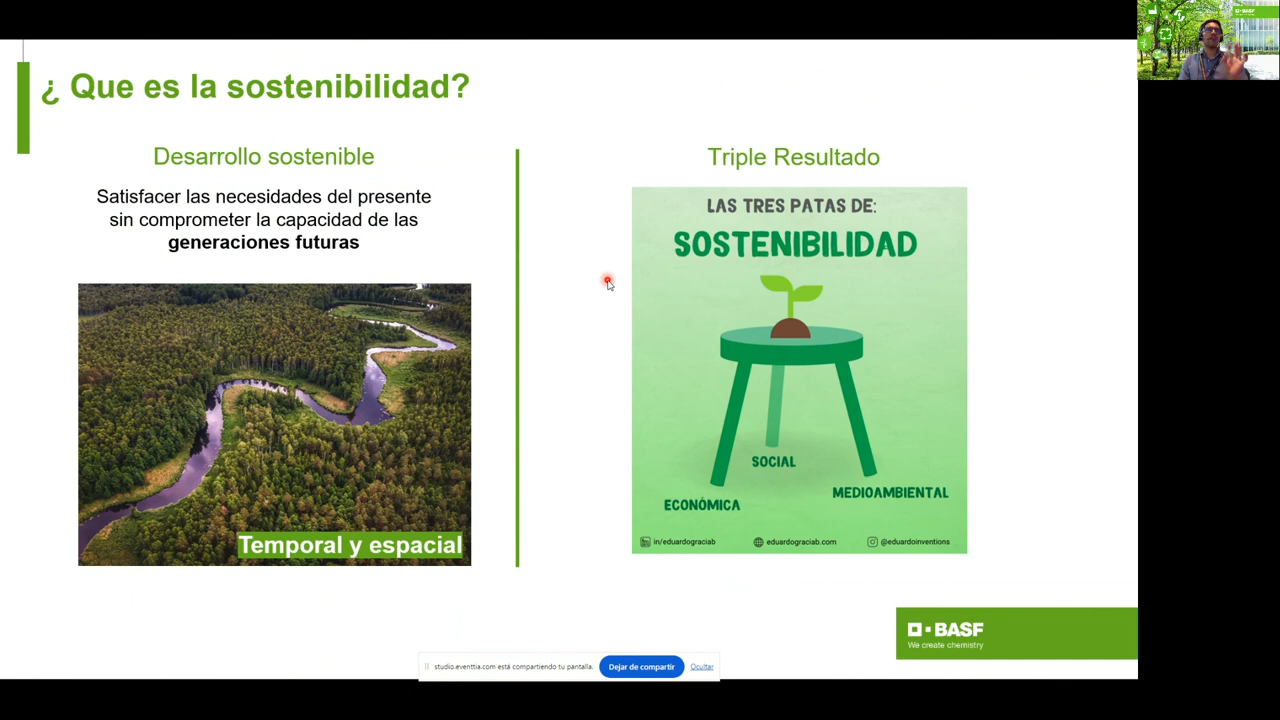 ¿ Que es la sostenibilidad?
Desarrollo sostenible
Satisfacer las necesidades del presente
sin comprometer la capacidad de las
generaciones futuras
Temporal y espacial
Triple Resultado
LAS TRES PATAS DE:
SOSTENIBILIDAD
SOCIAL
ECONÓMICA
MEDIOAMBIENTAL
in/eduardograciab
eduardograciab.com
@eduardoinventions
BASF
We create chemistry
studio.eventtia.com está compartiendo tu pantalla.
Dejar de compartir
Ocultar
BASF